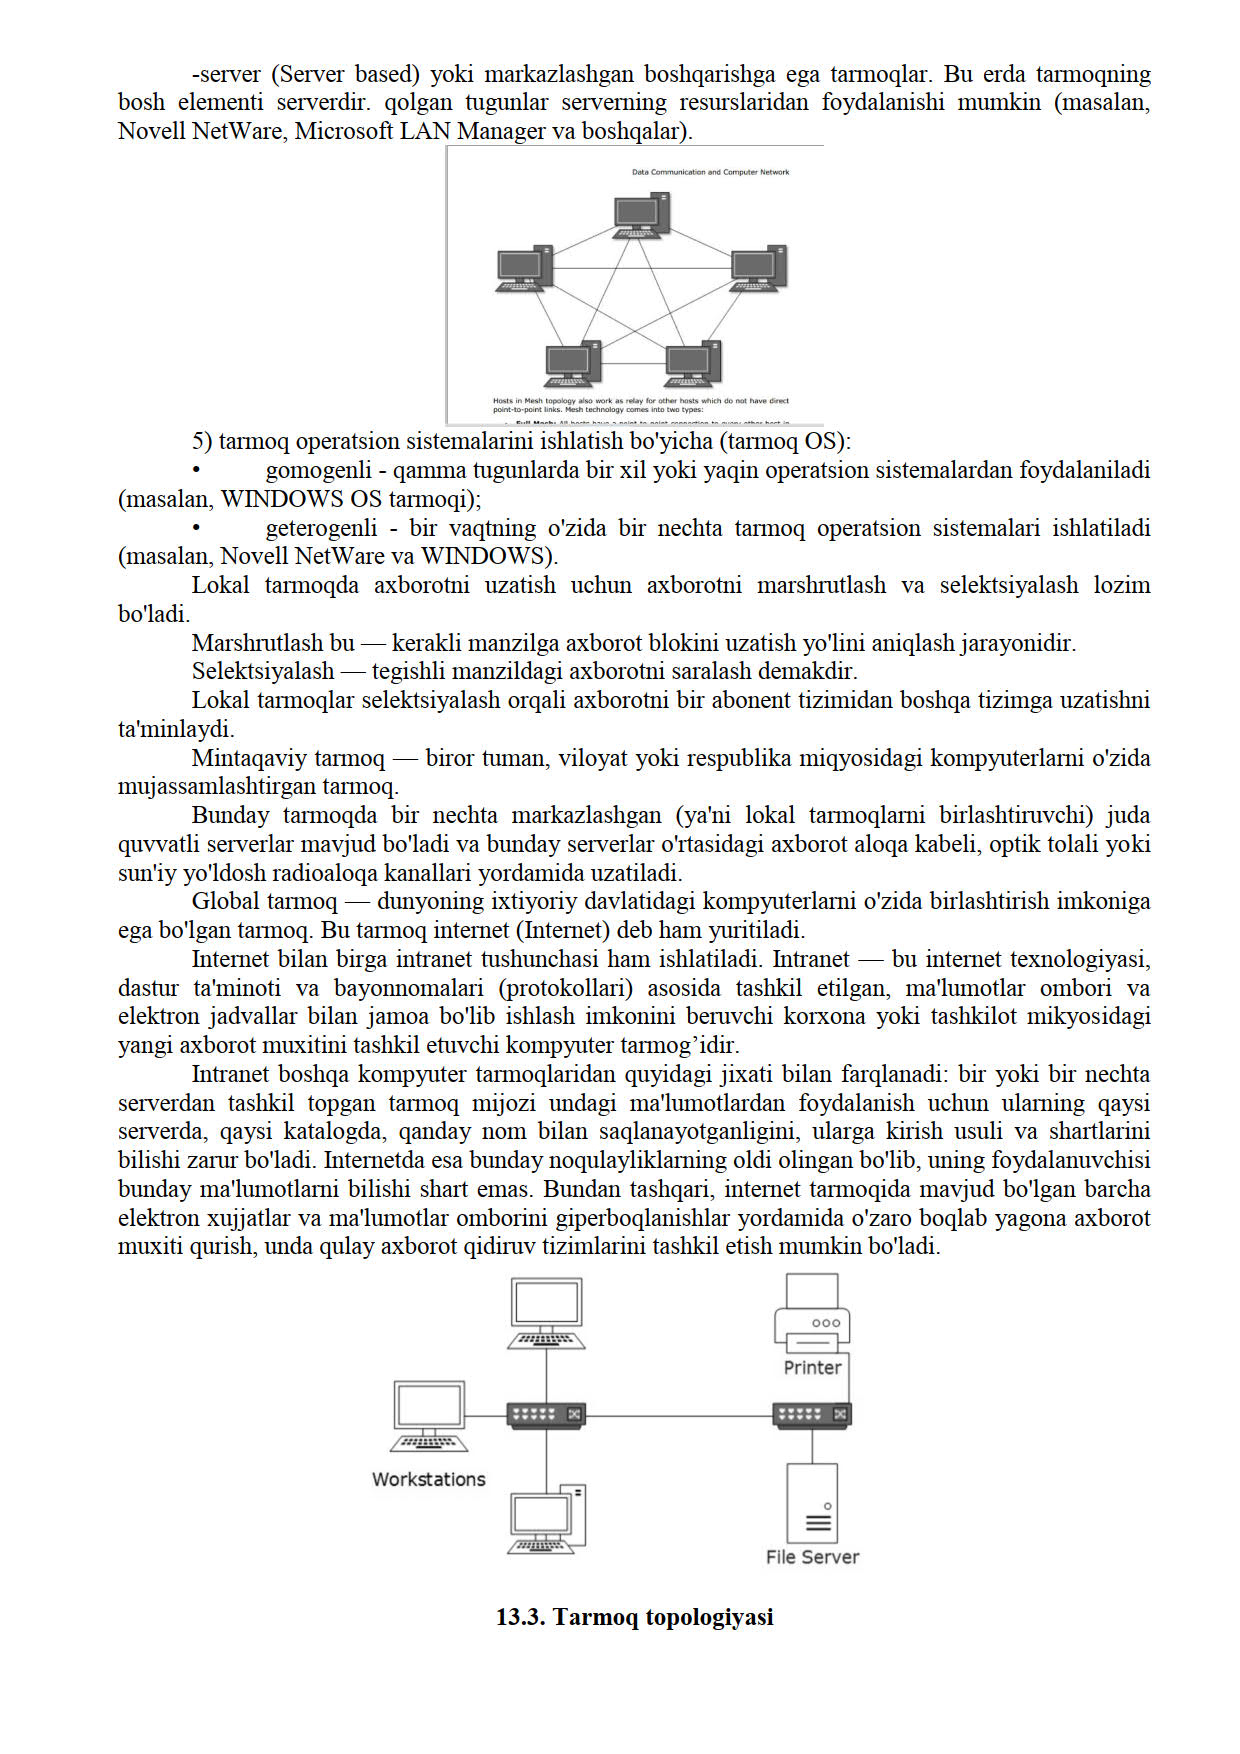 -server (Server based) yoki markazlashgan boshqarishga ega tarmoqlar. Bu erda tarmoqning
bosh elementi serverdir. qolgan tugunlar serverning resurslaridan foydalanishi mumkin (masalan,
Novell NetWare, Microsoft LAN Manager va boshqalar).
Data Communication and Computer Network
Hosts in Mesh topology also work as relay for other hosts which do not have direct
point-to-point links. Mesh technology comes into two types:
5) tarmoq operatsion sistemalarini ishlatish bo'yicha (tarmoq OS):
• gomogenli - qamma tugunlarda bir xil yoki yaqin operatsion sistemalardan foydalaniladi
(masalan, WINDOWS OS tarmoqi);
• geterogenli - bir vaqtning o'zida bir nechta tarmoq operatsion sistemalari ishlatiladi
(masalan, Novell NetWare va WINDOWS).
Lokal tarmoqda axborotni uzatish uchun axborotni marshrutlash va selektsiyalash lozim
bo'ladi.
Marshrutlash bu — kerakli manzilga axborot blokini uzatish yo'lini aniqlash jarayonidir.
Selektsiyalash — tegishli manzildagi axborotni saralash demakdir.
Lokal tarmoqlar selektsiyalash orqali axborotni bir abonent tizimidan boshqa tizimga uzatishni
ta'minlaydi.
Mintaqaviy tarmoq — biror tuman, viloyat yoki respublika miqyosidagi kompyuterlarni o'zida
mujassamlashtirgan tarmoq.
Bunday tarmoqda bir nechta markazlashgan (ya'ni lokal tarmoqlarni birlashtiruvchi) juda
quvvatli serverlar mavjud bo'ladi va bunday serverlar o'rtasidagi axborot aloqa kabeli, optik tolali yoki
sun'iy yo'ldosh radioaloqa kanallari yordamida uzatiladi.
Global tarmoq — dunyoning ixtiyoriy davlatidagi kompyuterlarni o'zida birlashtirish imkoniga
ega bo'lgan tarmoq. Bu tarmoq internet (Internet) deb ham yuritiladi.
Internet bilan birga intranet tushunchasi ham ishlatiladi. Intranet — bu internet texnologiyasi,
dastur ta'minoti va bayonnomalari (protokollari) asosida tashkil etilgan, ma'lumotlar ombori va
elektron jadvallar bilan jamoa bo'lib ishlash imkonini beruvchi korxona yoki tashkilot mikyosidagi
yangi axborot muxitini tashkil etuvchi kompyuter tarmog’idir.
Intranet boshqa kompyuter tarmoqlaridan quyidagi jixati bilan farqlanadi: bir yoki bir nechta
serverdan tashkil topgan tarmoq mijozi undagi ma'lumotlardan foydalanish uchun ularning qaysi
serverda, qaysi katalogda, qanday nom bilan saqlanayotganligini, ularga kirish usuli va shartlarini
bilishi zarur bo'ladi. Internetda esa bunday noqulayliklarning oldi olingan bo'lib, uning foydalanuvchisi
bunday ma'lumotlarni bilishi shart emas. Bundan tashqari, internet tarmoqida mavjud bo'lgan barcha
elektron xujjatlar va ma'lumotlar omborini giperboqlanishlar yordamida o'zaro boqlab yagona axborot
muxiti qurish, unda qulay axborot qidiruv tizimlarini tashkil etish mumkin bo'ladi.
Printer
Workstations
File Server
13.3. Tarmoq topologiyasi